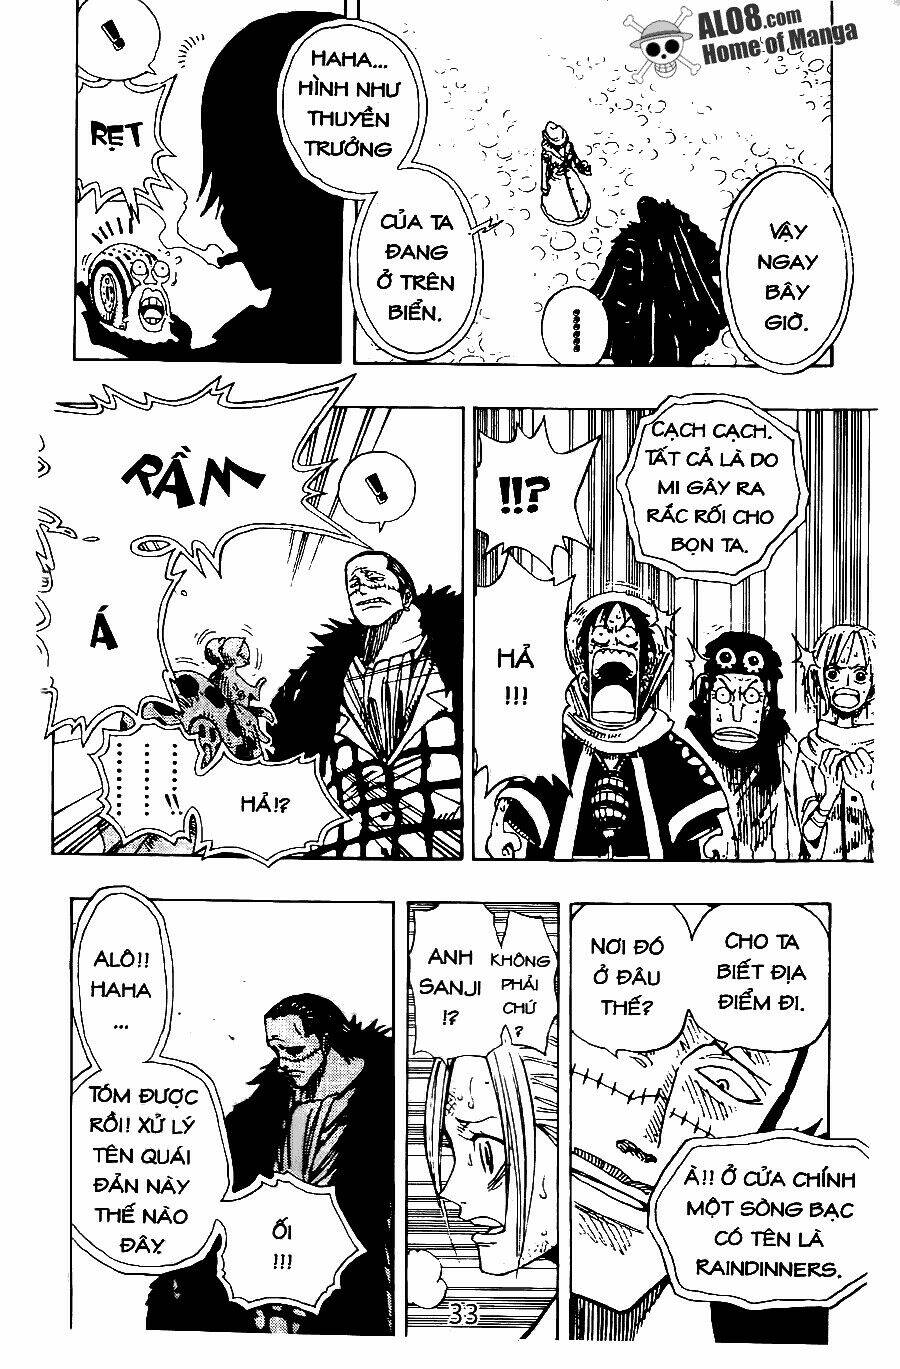 AL08.com
Home of Manga
VẬY
NGAY
BÂY
GIỜ.
HAHA...
HÌNH NHƯ
THUYỀN
TRƯỞNG
CỦA TA
ĐANG
Ở TRÊN
BIỂN.
!
RẸT
CẠCH CẠCH.
TẤT CẢ LÀ DO
MI GÂY RA
RẮC RỐI CHO
BỌN TA.
!!?
HẢ
!!!
!
RẦM
Á
HẢ!?
CHO TA
BIẾT ĐỊA
ĐIỂM ĐI.
NƠI ĐÓ
Ở ĐÂU
THẾ?
À!! Ở CỬA CHÍNH
MỘT SÒNG BẠC
CÓ TÊN LÀ
RAINDINNERS.
KHÔNG
PHẢI
CHỨ
?
ANH
SANJI
!?
ALÔ!!
HAHA
...
TÓM ĐƯỢC
RỒI! XỬ LÝ
TÊN QUÁI
ĐẢN NÀY
THẾ NÀO
ĐÂY.
ỐI
!!!
33